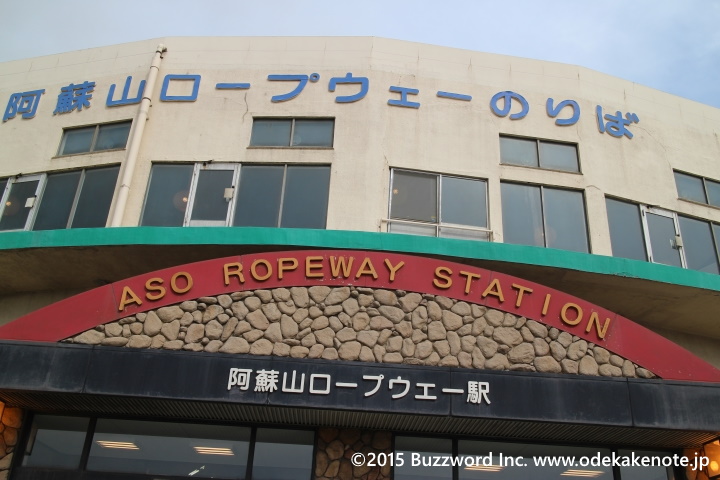 阿蘇山ロープウェーのりば
ASO ROPEWAY STATION
阿蘇山ロープウェー駅
©2015 Buzzword Inc. www.odekakenote.jp